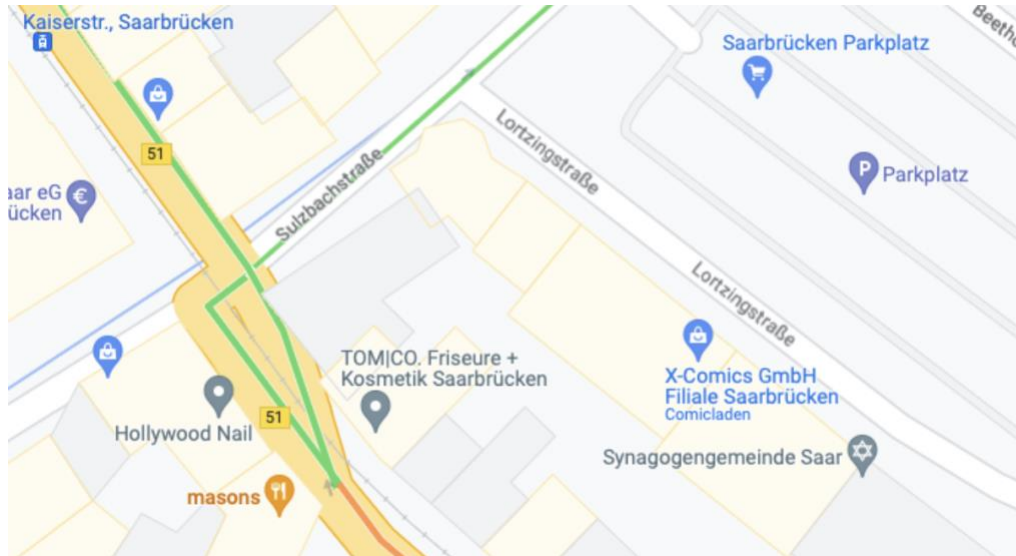 Kaiserstr., Saarbrücken
Beetho
Saarbrücken Parkplatz
51
Lortzingstraße
P
Parkplatz
aar eG
ücken
€
Sulzbachstraße
Lortzingstraße
TOM|CO. Friseure +
Kosmetik Saarbrücken
X-Comics GmbH
Filiale Saarbrücken
Comicladen
51
Hollywood Nail
Synagogengemeinde Saar
masons